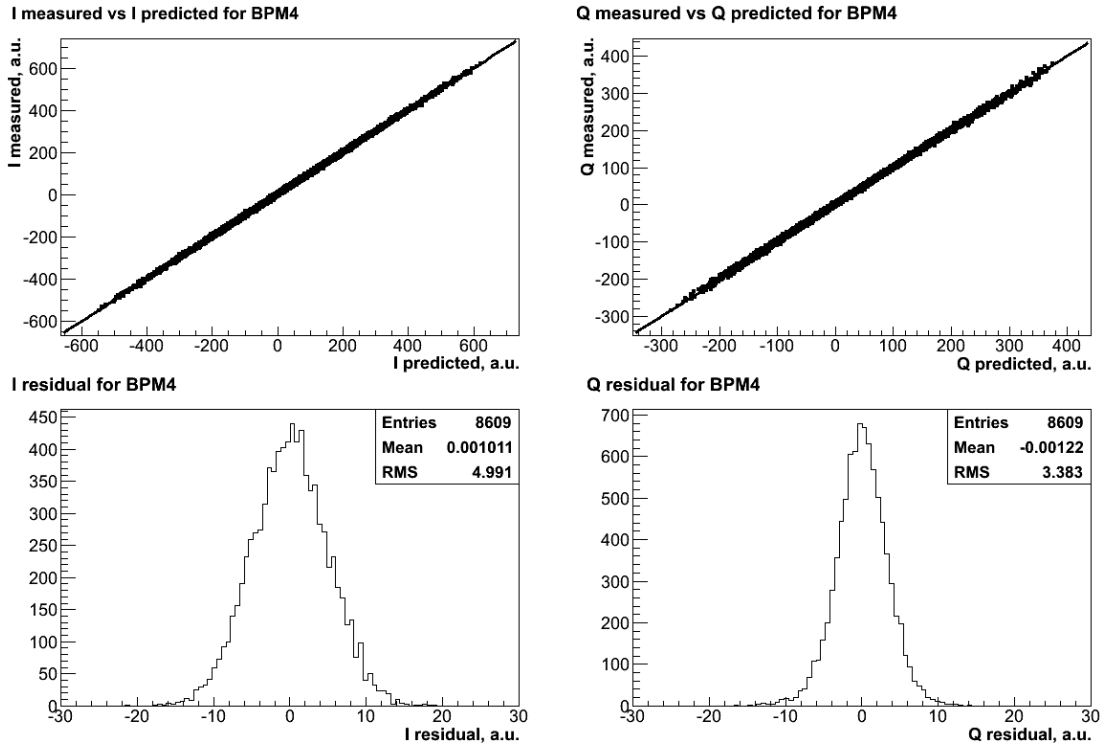 I measured vs I predicted for BPM4
I measured, a.u.
600
400
200
0
-200
-400
-600
-600 -400 -200 0 200 400 600
I predicted, a.u.
Q measured vs Q predicted for BPM4
Q measured, a.u.
400
300
200
100
0
-100
-200
-300
-300 -200 -100 0 100 200 300 400
Q predicted, a.u.
I residual for BPM4
Entries 8609
Mean 0.001011
RMS 4.991
450
400
350
300
250
200
150
100
50
0
-30 -20 -10 0 10 20 30
I residual, a.u.
Q residual for BPM4
Entries 8609
Mean -0.00122
RMS 3.383
700
600
500
400
300
200
100
0
-30 -20 -10 0 10 20 30
Q residual, a.u.